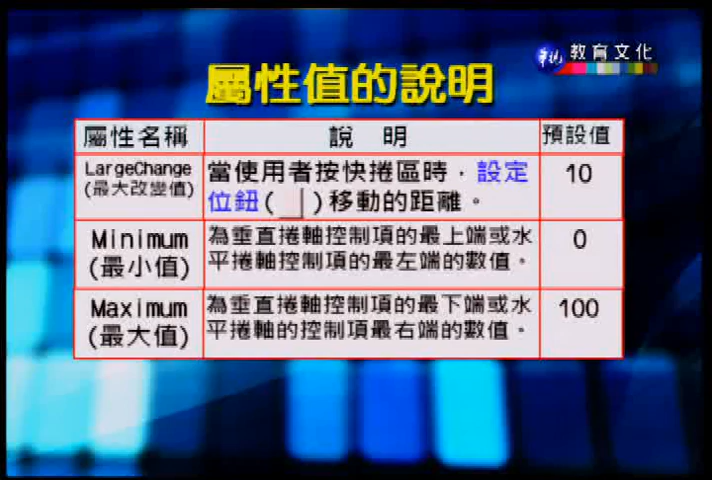 華視 教育文化
屬性值的說明
屬性名稱 說 明 預設值
LargeChange
(最大改變值)
當使用者按快捲區時，設定
位鈕( )移動的距離。
10
Minimum
(最小值)
為垂直捲軸控制項的最上端或水
平捲軸控制項的最左端的數值。
0
Maximum
(最大值)
為垂直捲軸控制項的最下端或水
平捲軸的控制項最右端的數值。
100